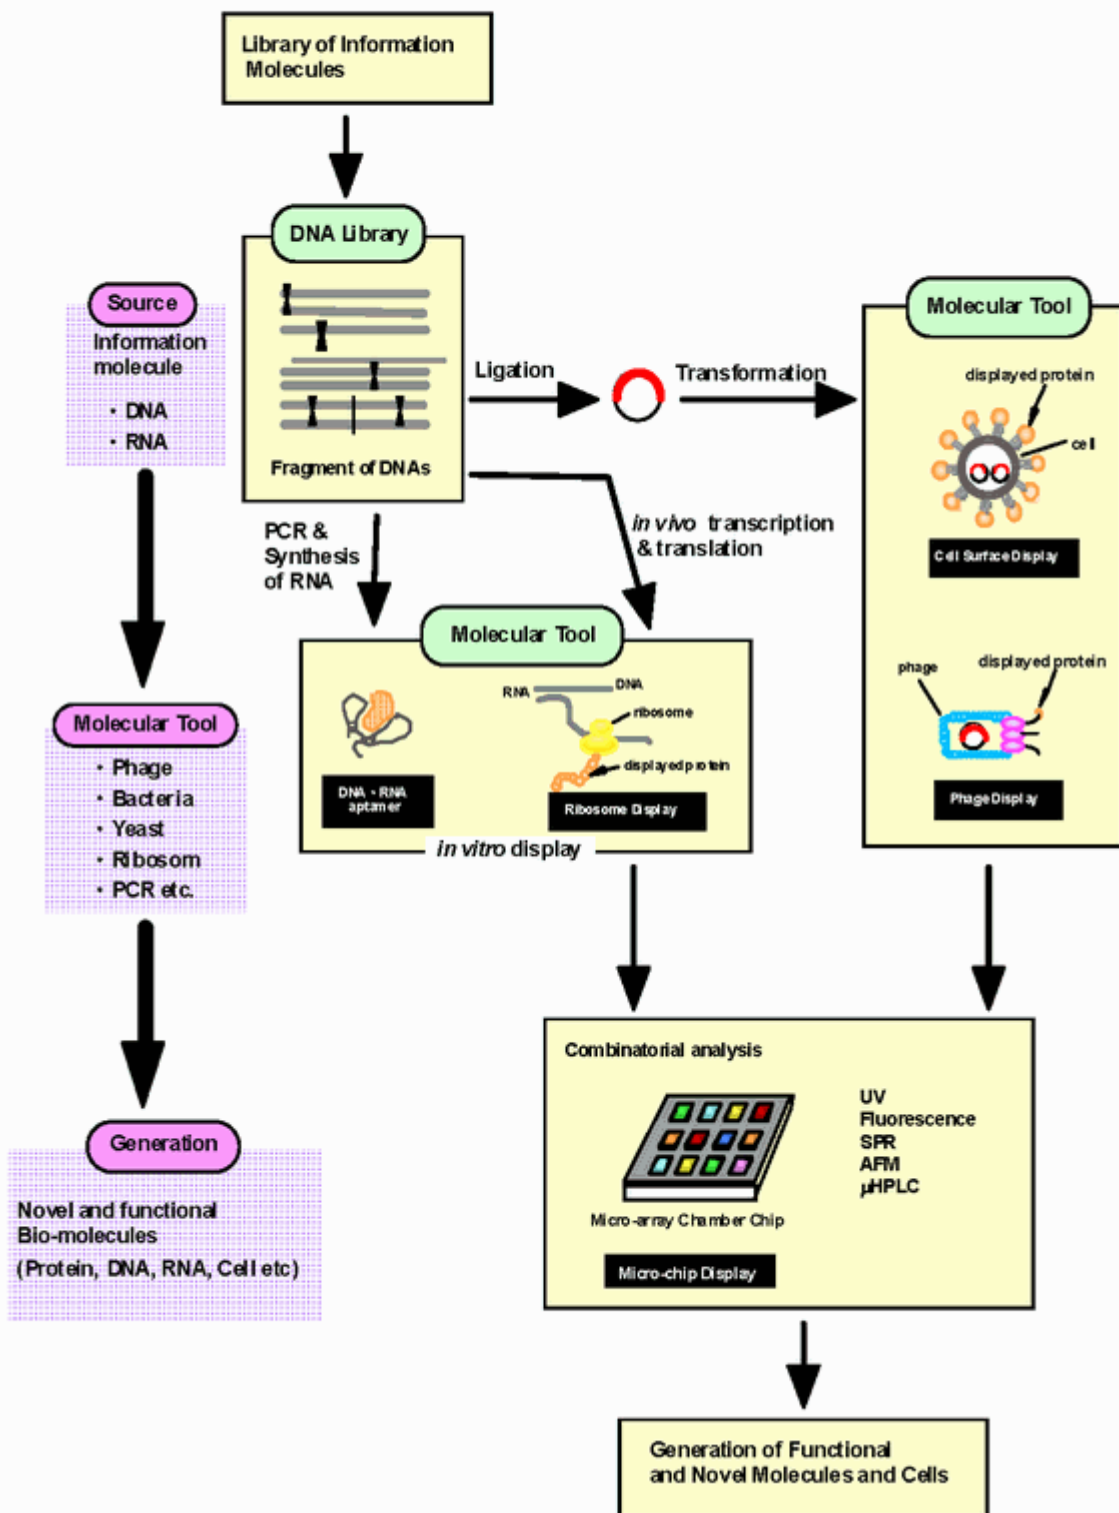 Library of Information
Molecules
DNA Library
Fragment of DNAs
Source
Information
molecule
・ DNA
・ RNA
Molecular Tool
・ Phage
・ Bacteria
・ Yeast
・ Ribosom
・ PCR etc.
Generation
Novel and functional
Bio-molecules
(Protein, DNA, RNA, Cell etc)
Ligation
Transformation
PCR &
Synthesis
of RNA
in vivo transcription
& translation
Molecular Tool
displayed protein
cell
Cell Surface Display
phage
displayed protein
Phage Display
Molecular Tool
RNA
DNA
ribosome
displayed protein
DNA・RNA
aptamer
Ribosome Display
in vitro display
Combinatorial analysis
UV
Fluorescence
SPR
AFM
µHPLC
Micro-array Chamber Chip
Micro-chip Display
Generation of Functional
and Novel Molecules and Cells